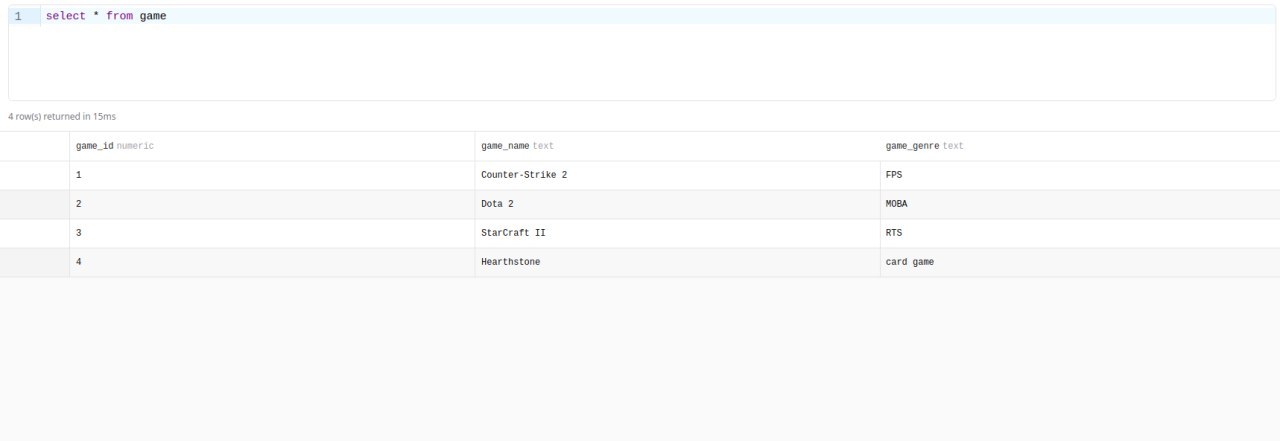 1 select * from game
4 row(s) returned in 15ms
game_id numeric game_name text game_genre text
1 Counter-Strike 2 FPS
2 Dota 2 MOBA
3 StarCraft II RTS
4 Hearthstone card game